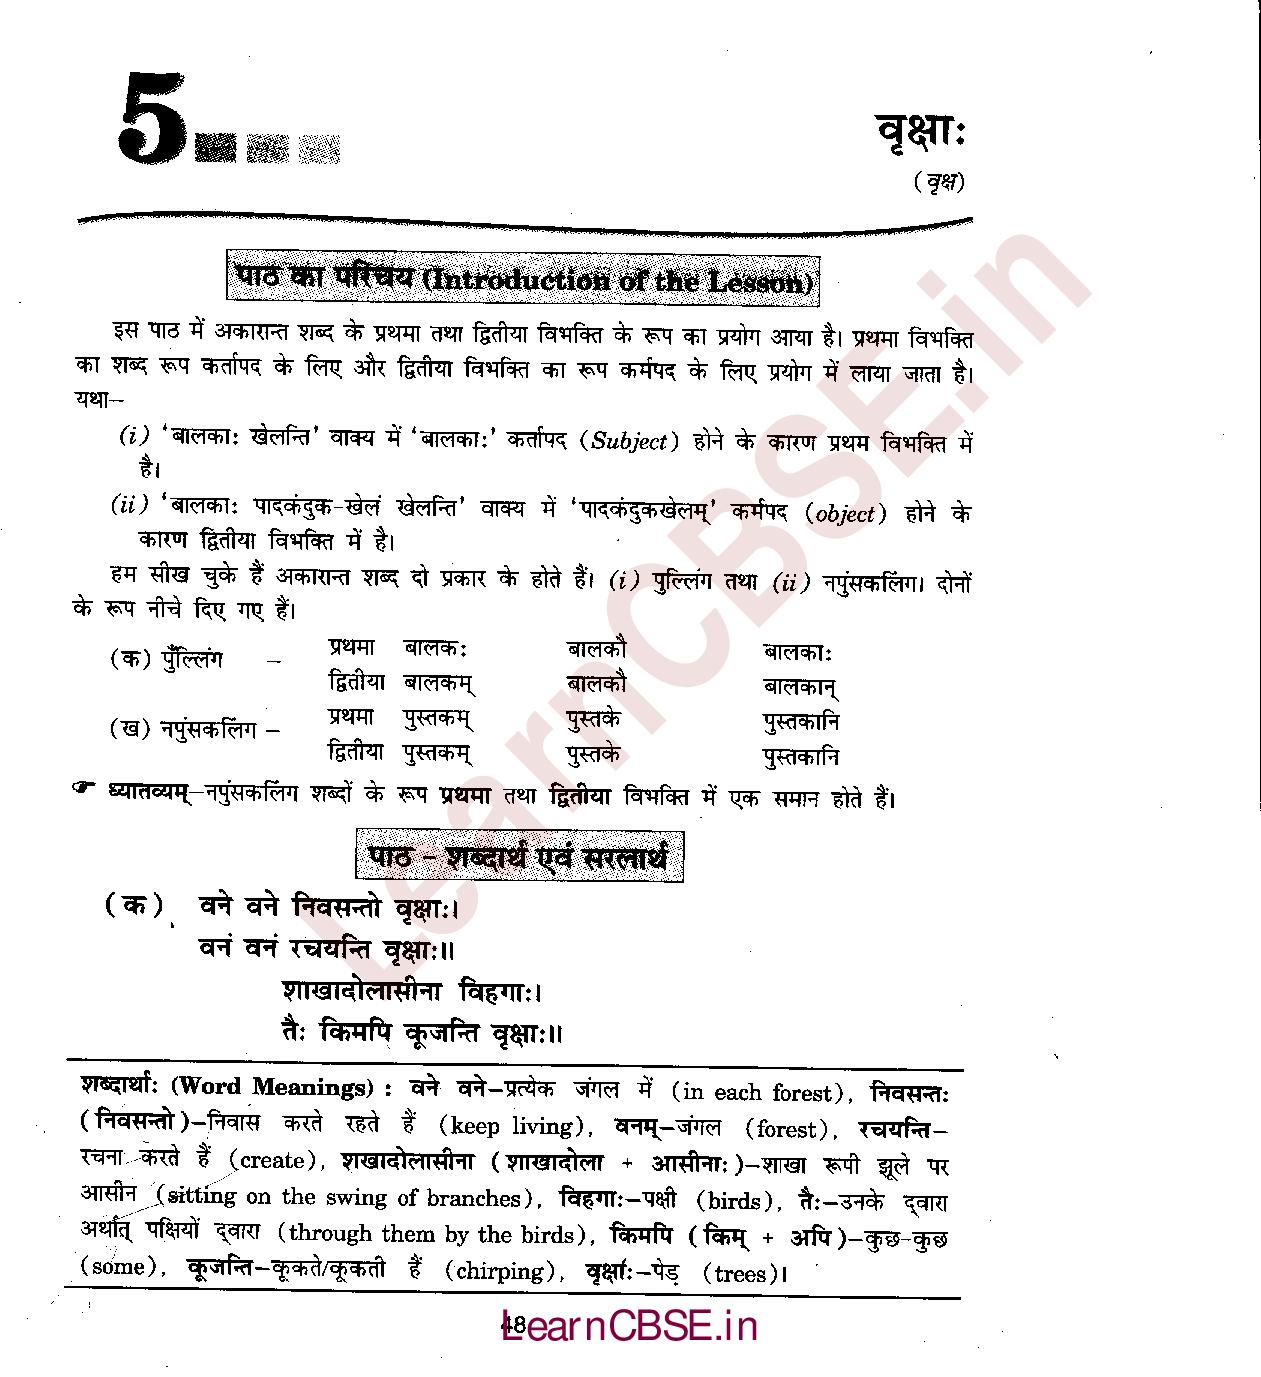 5
वृक्षाः
(वृक्ष)
पाठ का परिचय (Introduction of the Lesson)
इस पाठ में अकारान्त शब्द के प्रथमा तथा द्वितीया विभक्ति के रूप का प्रयोग आया है। प्रथमा विभक्ति
का शब्द रूप कर्तापद के लिए और द्वितीया विभक्ति का रूप कर्मपद के लिए प्रयोग में लाया जाता है।
यथा–
(i) 'बालकाः खेलन्ति' वाक्य में 'बालकाः' कर्तापद (Subject) होने के कारण प्रथम विभक्ति में
है।
(ii) 'बालकाः पादकंदुक-खेलं खेलन्ति' वाक्य में 'पादकंदुकखेलम्' कर्मपद (object) होने के
कारण द्वितीया विभक्ति में है।
हम सीख चुके हैं अकारान्त शब्द दो प्रकार के होते हैं। (i) पुल्लिंग तथा (ii) नपुंसकलिंग। दोनों
के रूप नीचे दिए गए हैं।
(क) पुँल्लिंग – प्रथमा बालकः बालकौ बालकाः
द्वितीया बालकम् बालकौ बालकान्
(ख) नपुंसकलिंग – प्रथमा पुस्तकम् पुस्तके पुस्तकानि
द्वितीया पुस्तकम् पुस्तके पुस्तकानि
☞ ध्यातव्यम्–नपुंसकलिंग शब्दों के रूप प्रथमा तथा द्वितीया विभक्ति में एक समान होते हैं।
पाठ - शब्दार्थ एवं सरलार्थ
(क) वने वने निवसन्तो वृक्षाः।
वनं वनं रचयन्ति वृक्षाः॥
शाखादोलासीना विहगाः।
तैः किमपि कूजन्ति वृक्षाः॥
शब्दार्थाः (Word Meanings) : वने वने–प्रत्येक जंगल में (in each forest), निवसन्तः
(निवसन्तो)–निवास करते रहते हैं (keep living), वनम्–जंगल (forest), रचयन्ति–
रचना करते हैं (create), शखादोलासीना (शाखादोला + आसीनाः)–शाखा रूपी झूले पर
आसीन (sitting on the swing of branches), विहगाः–पक्षी (birds), तैः–उनके द्वारा
अर्थात् पक्षियों द्वारा (through them by the birds), किमपि (किम् + अपि)–कुछ-कुछ
(some), कूजन्ति–कूकते/कूकती हैं (chirping), वृर्क्षाः–पेड़ (trees)।
48
LearnCBSE.in
LearnCBSE.in